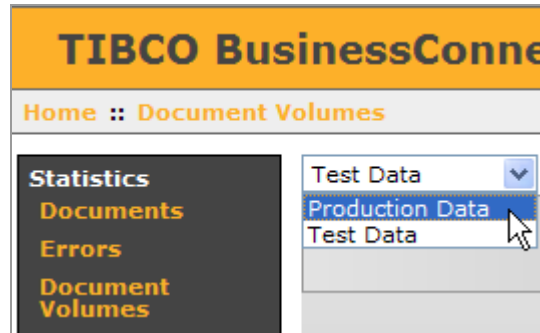 TIBCO BusinessConne
Home :: Document Volumes
Statistics
Documents
Errors
Document
Volumes
Test Data
Production Data
Test Data